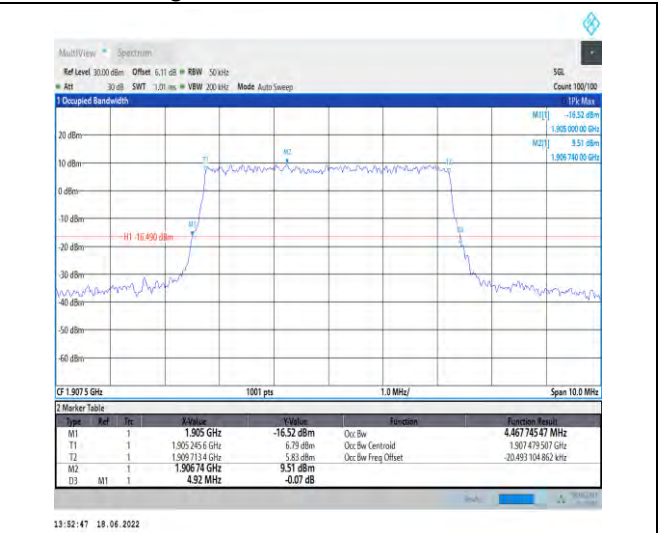 MultiView Spectrum
Ref Level 30.00 dBm Offset 6.11 dB RBW 50 kHz SGL
Att 30 dB SWT 1.01 ms VBW 200 kHz Mode Auto Sweep Count 100/100
1 Occupied Bandwidth 1Pk Max
M1[1] -16.52 dBm
1.905 000 00 GHz
M2[1] 9.51 dBm
1.906 740 00 GHz
20 dBm
M2
T1
10 dBm
0 dBm
-10 dBm
M1
H1 -16.490 dBm
-20 dBm
-30 dBm
-40 dBm
-50 dBm
-60 dBm
CF 1.907 5 GHz 1001 pts 1.0 MHz/ Span 10.0 MHz
2 Marker Table
Type Ref Trc X-Value Y-Value Function Function Result
M1 1 1.905 GHz -16.52 dBm Occ Bw 4.467 745 47 MHz
T1 1 1.905 245 6 GHz 6.79 dBm Occ Bw Centroid 1.907 479 507 GHz
T2 1 1.909 713 4 GHz 5.83 dBm Occ Bw Freq Offset -20.493 104 862 kHz
M2 1 1.906 74 GHz 9.51 dBm
D3 M1 1 4.92 MHz -0.07 dB
13:52:47 18.06.2022